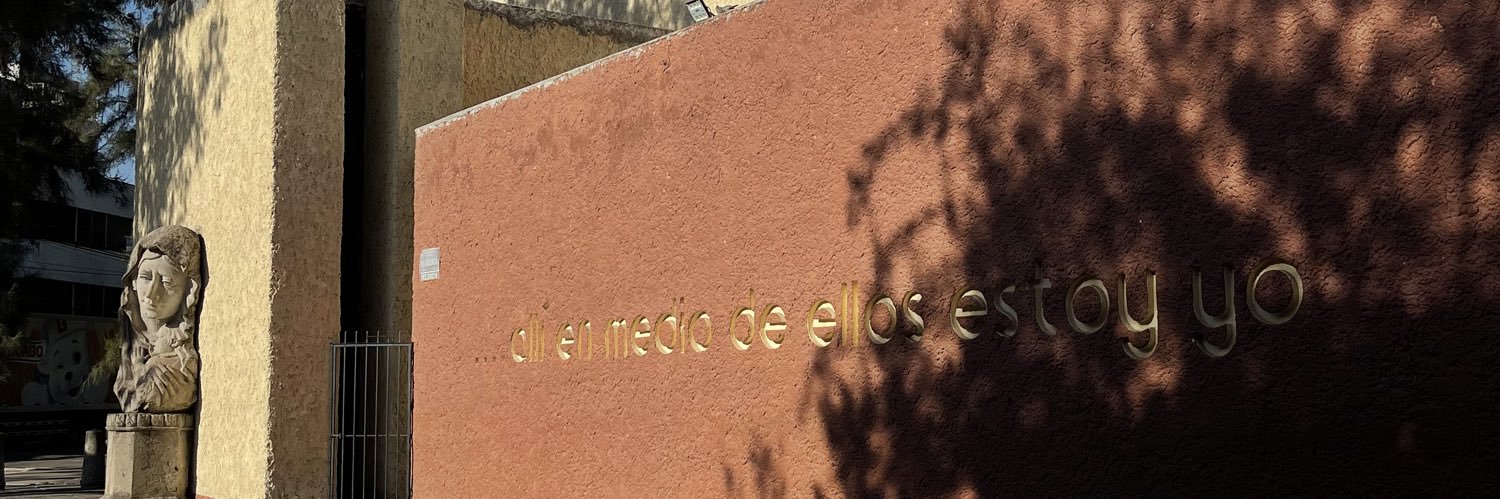 ....allí en medio de ellos estoy yo